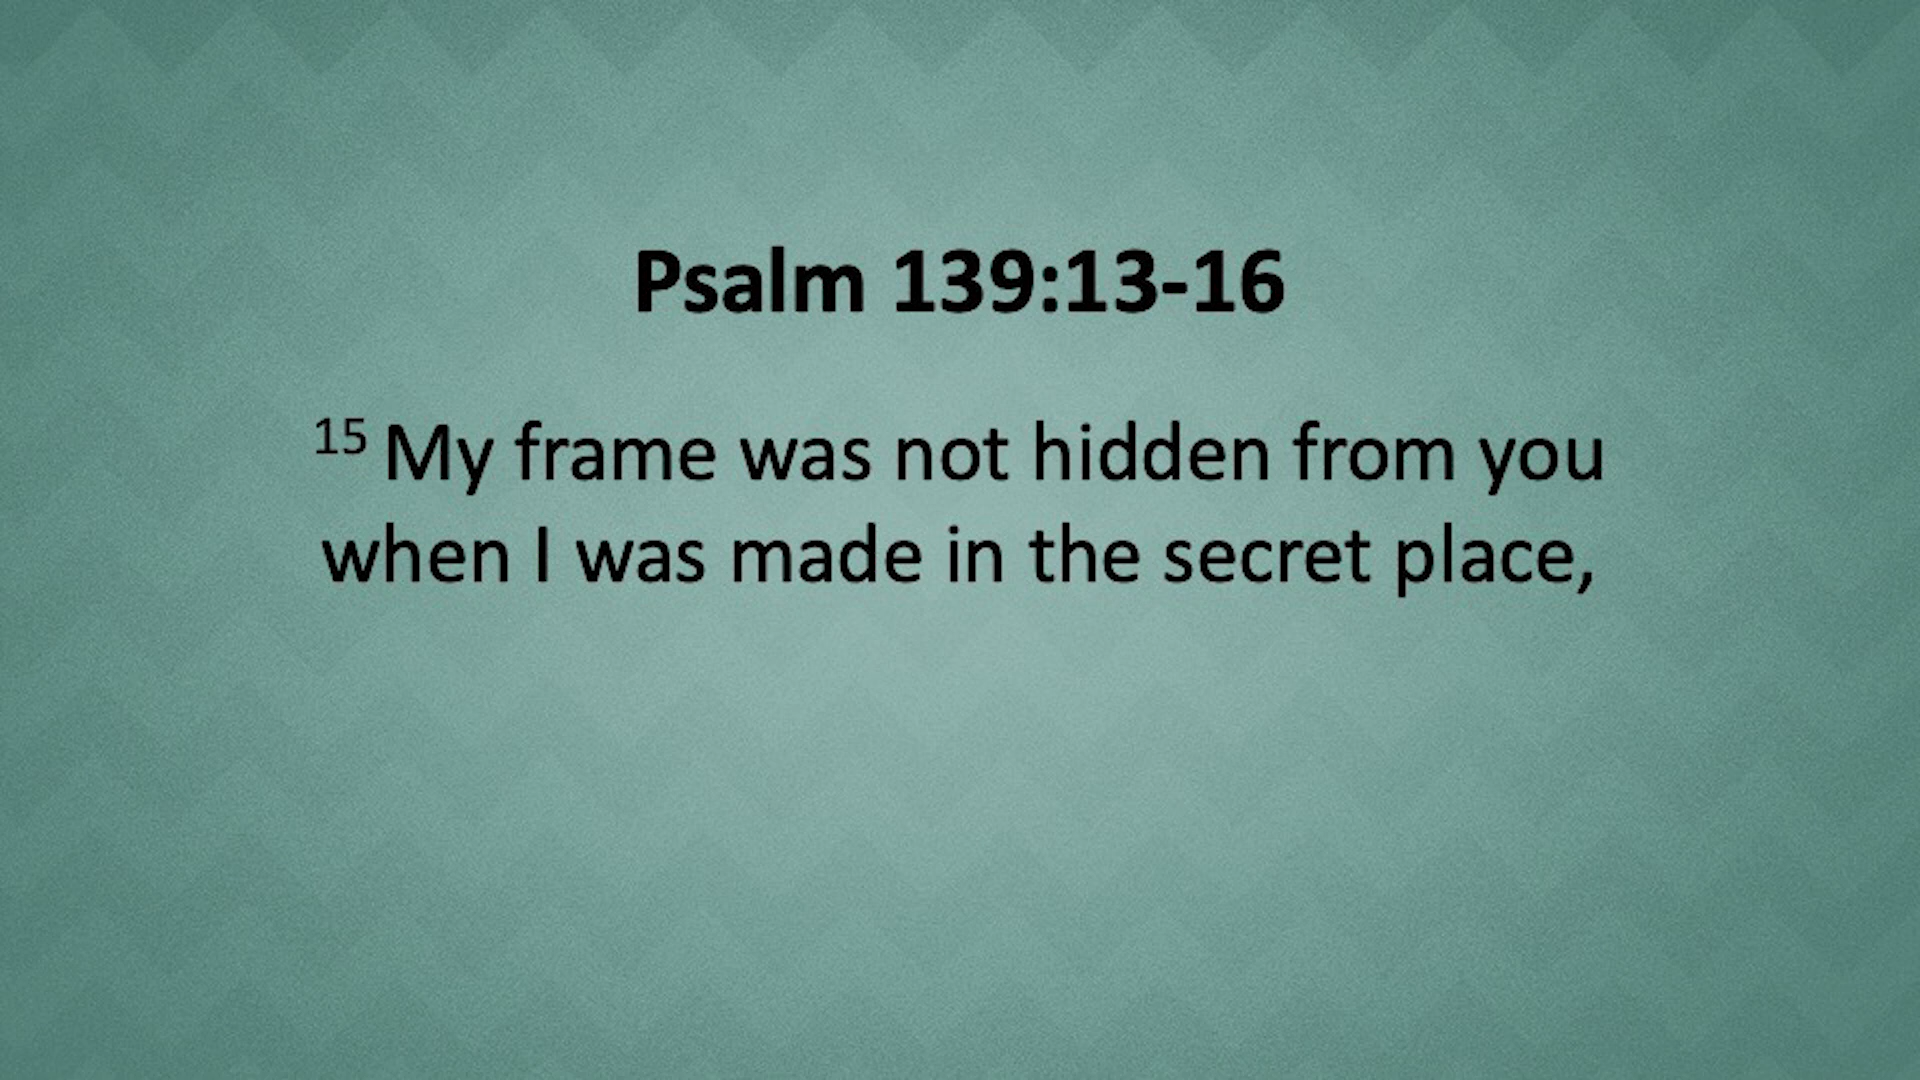 Psalm 139:13-16
15 My frame was not hidden from you
when I was made in the secret place,